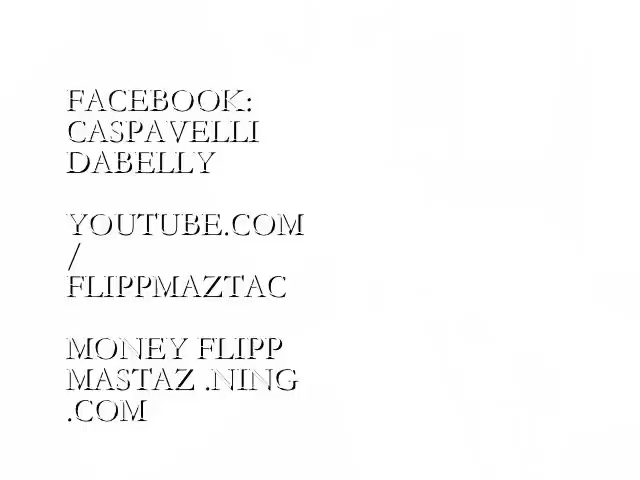 FACEBOOK:
CASPAVELLI
DABELLY
YOUTUBE.COM
/
FLIPPMAZTAC
MONEY FLIPP
MASTAZ .NING
.COM